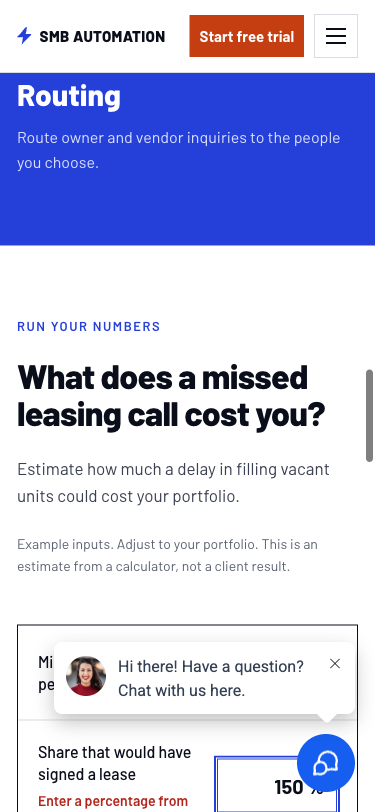 SMB AUTOMATION
Start free trial
Routing
Route owner and vendor inquiries to the people
you choose.
RUN YOUR NUMBERS
What does a missed
leasing call cost you?
Estimate how much a delay in filling vacant
units could cost your portfolio.
Example inputs. Adjust to your portfolio. This is an
estimate from a calculator, not a client result.
Hi there! Have a question?
Chat with us here.
Share that would have
signed a lease
150 %
Enter a percentage from